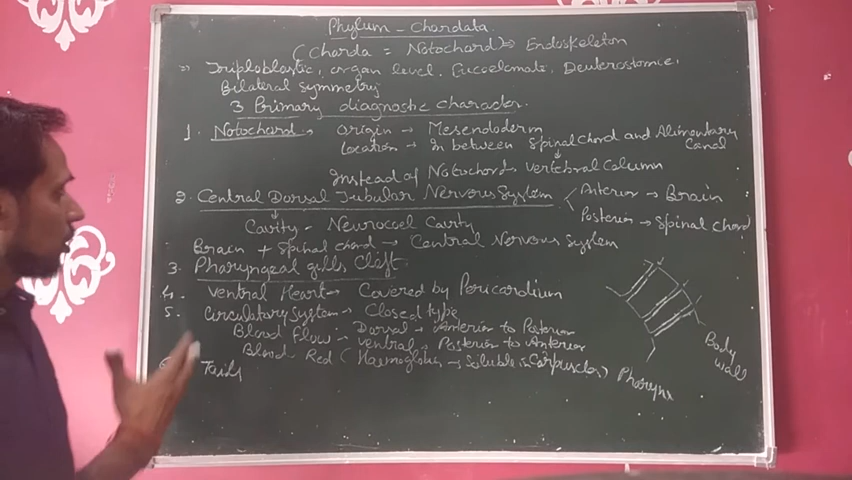 Phylum - Chordata
(Chorda = Notochord) ⇒ Endoskeleton
⇒ Triploblastic, organ level. Eucoelomate, Deuterostomie,
Bilateral symmetry
3 Primary diagnostic character.
1. Notochord → Origin → Mesendoderm
Location → In between Spinal Chord and Alimentary Canal
Instead of Notochord → Vertebral Column
2. Central Dorsal Tubular Nervous System
Anterior → Brain
Posterior → Spinal Chord
Cavity - Neurocoel Cavity
Brain + Spinal chord → Central Nervous System
3. Pharyngeal gills Cleft.
4. Ventral Heart → Covered by Pericardium
5. Circulatory System → Closed type
Blood Flow - Dorsal → Anterior to Posterior
Ventral → Posterior to Anterior
Blood Red (Haemoglobin → Soluble in Corpuscles)
Tail
Body wall
Pharynx